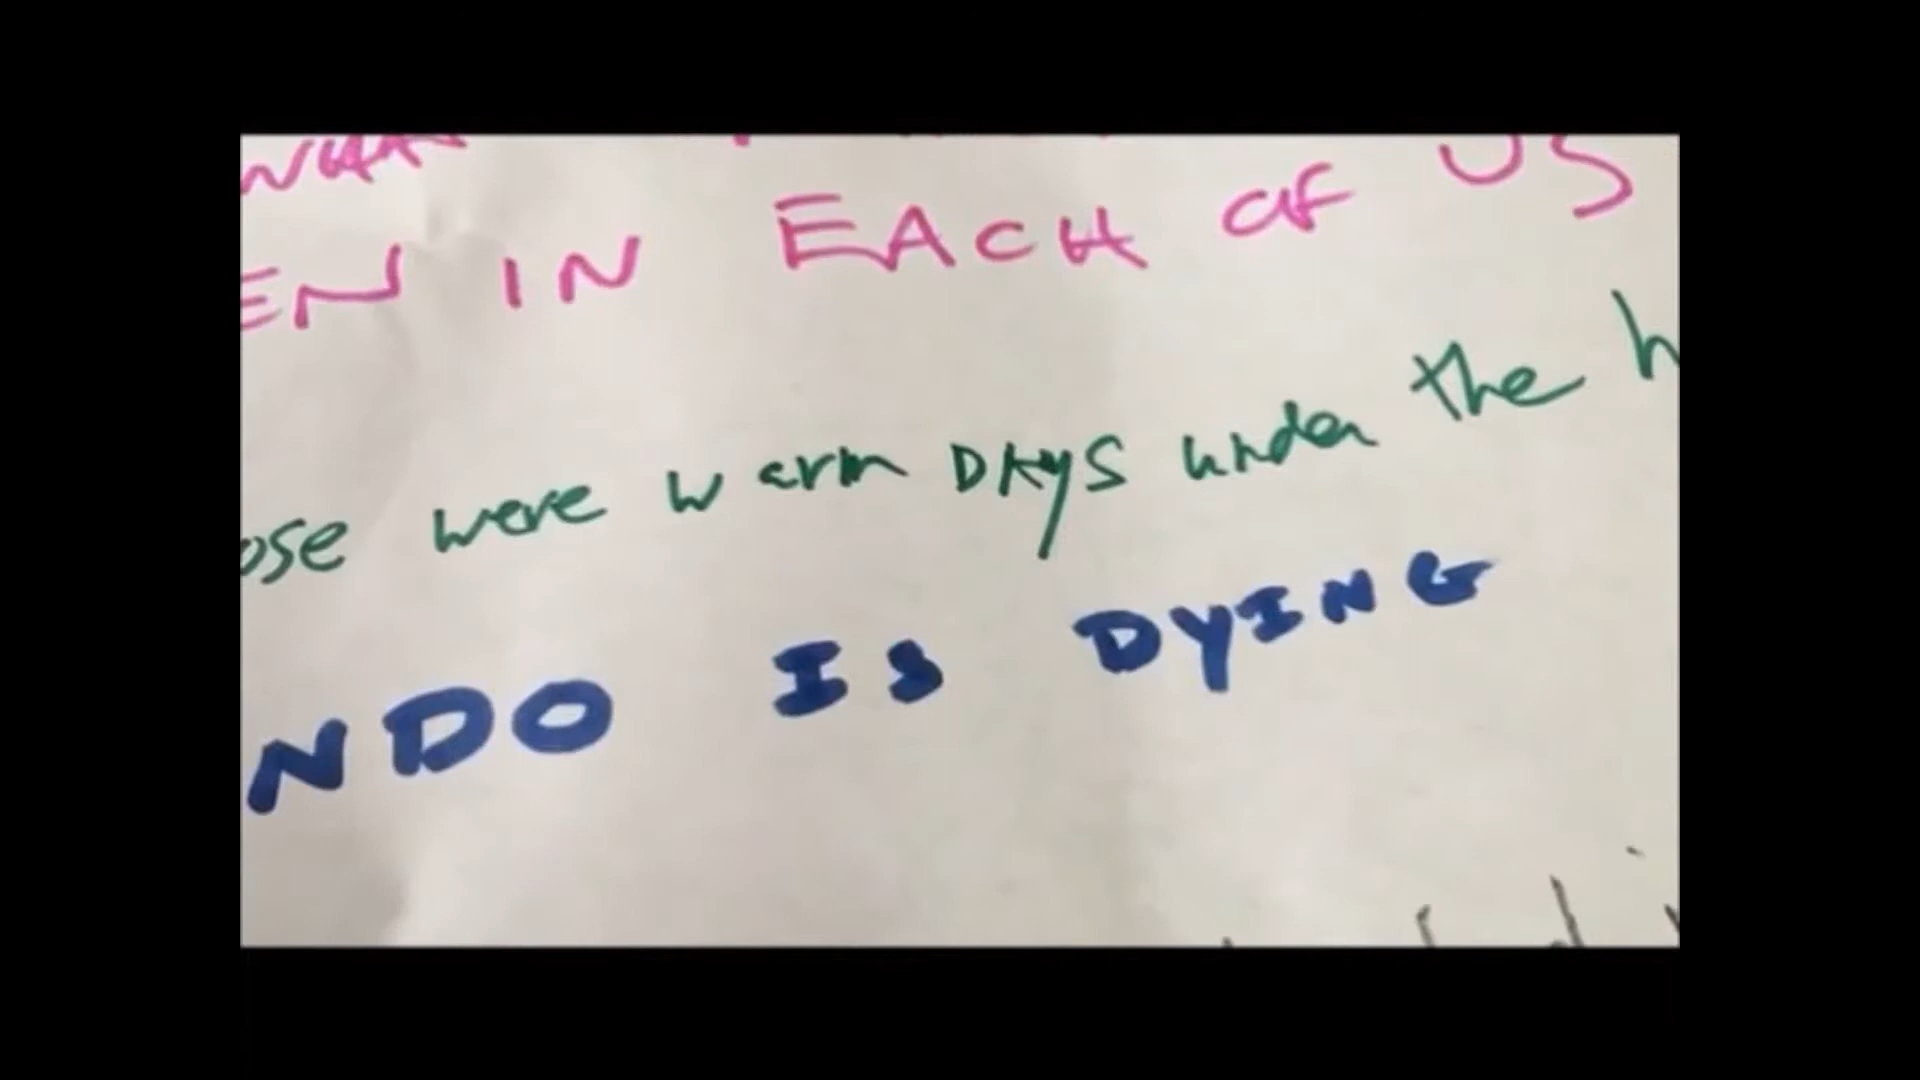 EN IN EACH OF US
ose were warm DAYS under the h
NDO IS DYING